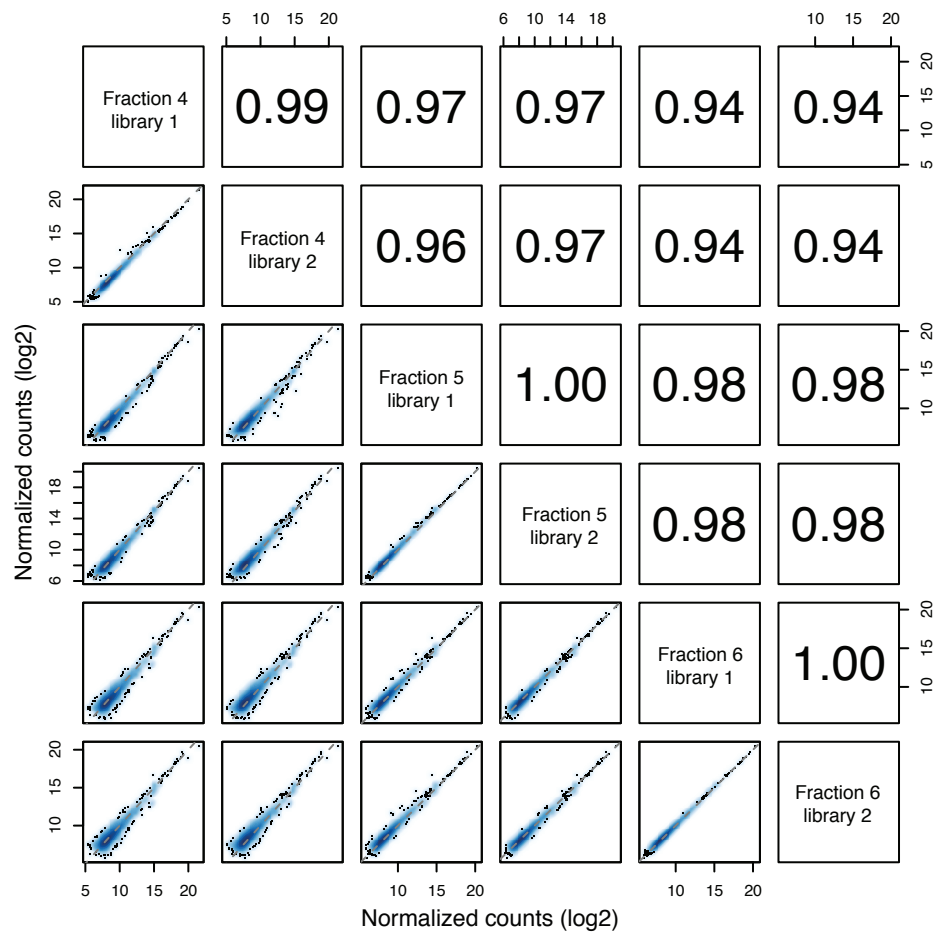 5 10 15 20
6 10 14 18
10 15 20
Fraction 4
library 1
0.99
0.97
0.97
0.94
0.94
5 10 15 20
5 10 15 20
Fraction 4
library 2
0.96
0.97
0.94
0.94
Normalized counts (log2)
Fraction 5
library 1
1.00
0.98
0.98
10 15 20
6 10 14 18
Fraction 5
library 2
0.98
0.98
Fraction 6
library 1
1.00
10 15 20
10 15 20
Fraction 6
library 2
5 10 15 20
10 15 20
10 15 20
Normalized counts (log2)